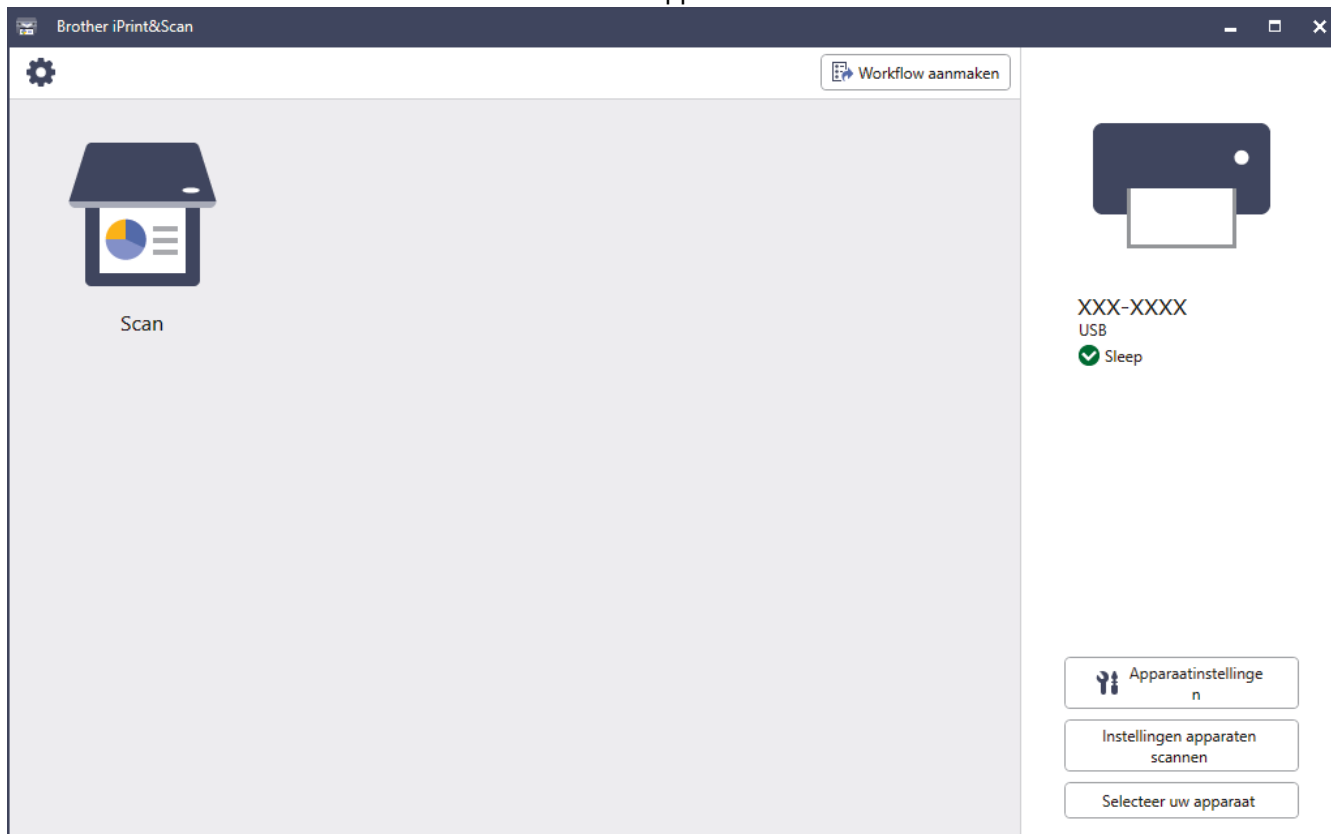 Brother iPrint&Scan
Workflow aanmaken
Scan
XXX-XXXX
USB
Sleep
Apparaatinstellinge
n
Instellingen apparaten
scannen
Selecteer uw apparaat